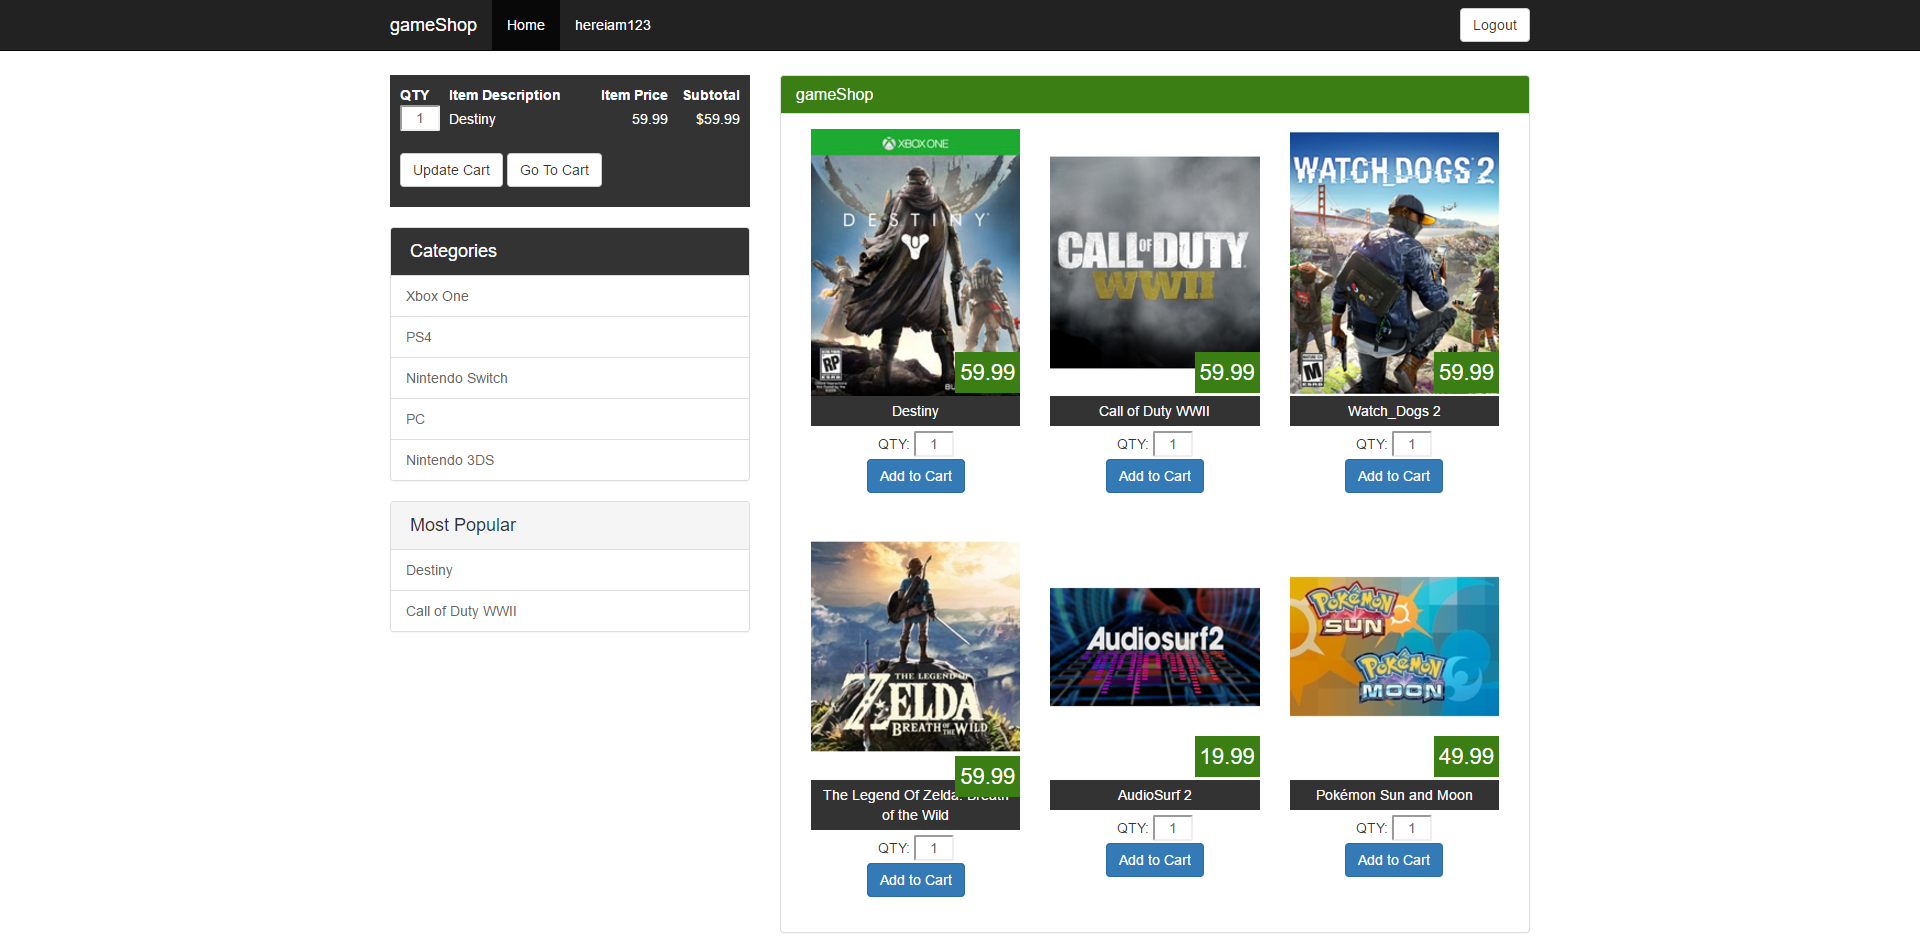 gameShop Home hereiam123 Logout
QTY Item Description Item Price Subtotal
1 Destiny 59.99 $59.99
Update Cart Go To Cart
Categories
Xbox One
PS4
Nintendo Switch
PC
Nintendo 3DS
Most Popular
Destiny
Call of Duty WWII
gameShop
XBOX ONE
DESTINY
RP
59.99
Destiny
QTY: 1
Add to Cart
CALL OF DUTY
WWII
59.99
Call of Duty WWII
QTY: 1
Add to Cart
WATCH_DOGS 2
M
59.99
Watch_Dogs 2
QTY: 1
Add to Cart
THE LEGEND OF
ZELDA
BREATH OF THE WILD
59.99
The Legend Of Zelda: Breath
of the Wild
QTY: 1
Add to Cart
Audiosurf2
19.99
AudioSurf 2
QTY: 1
Add to Cart
POKéMON
SUN
POKéMON
MOON
49.99
Pokémon Sun and Moon
QTY: 1
Add to Cart